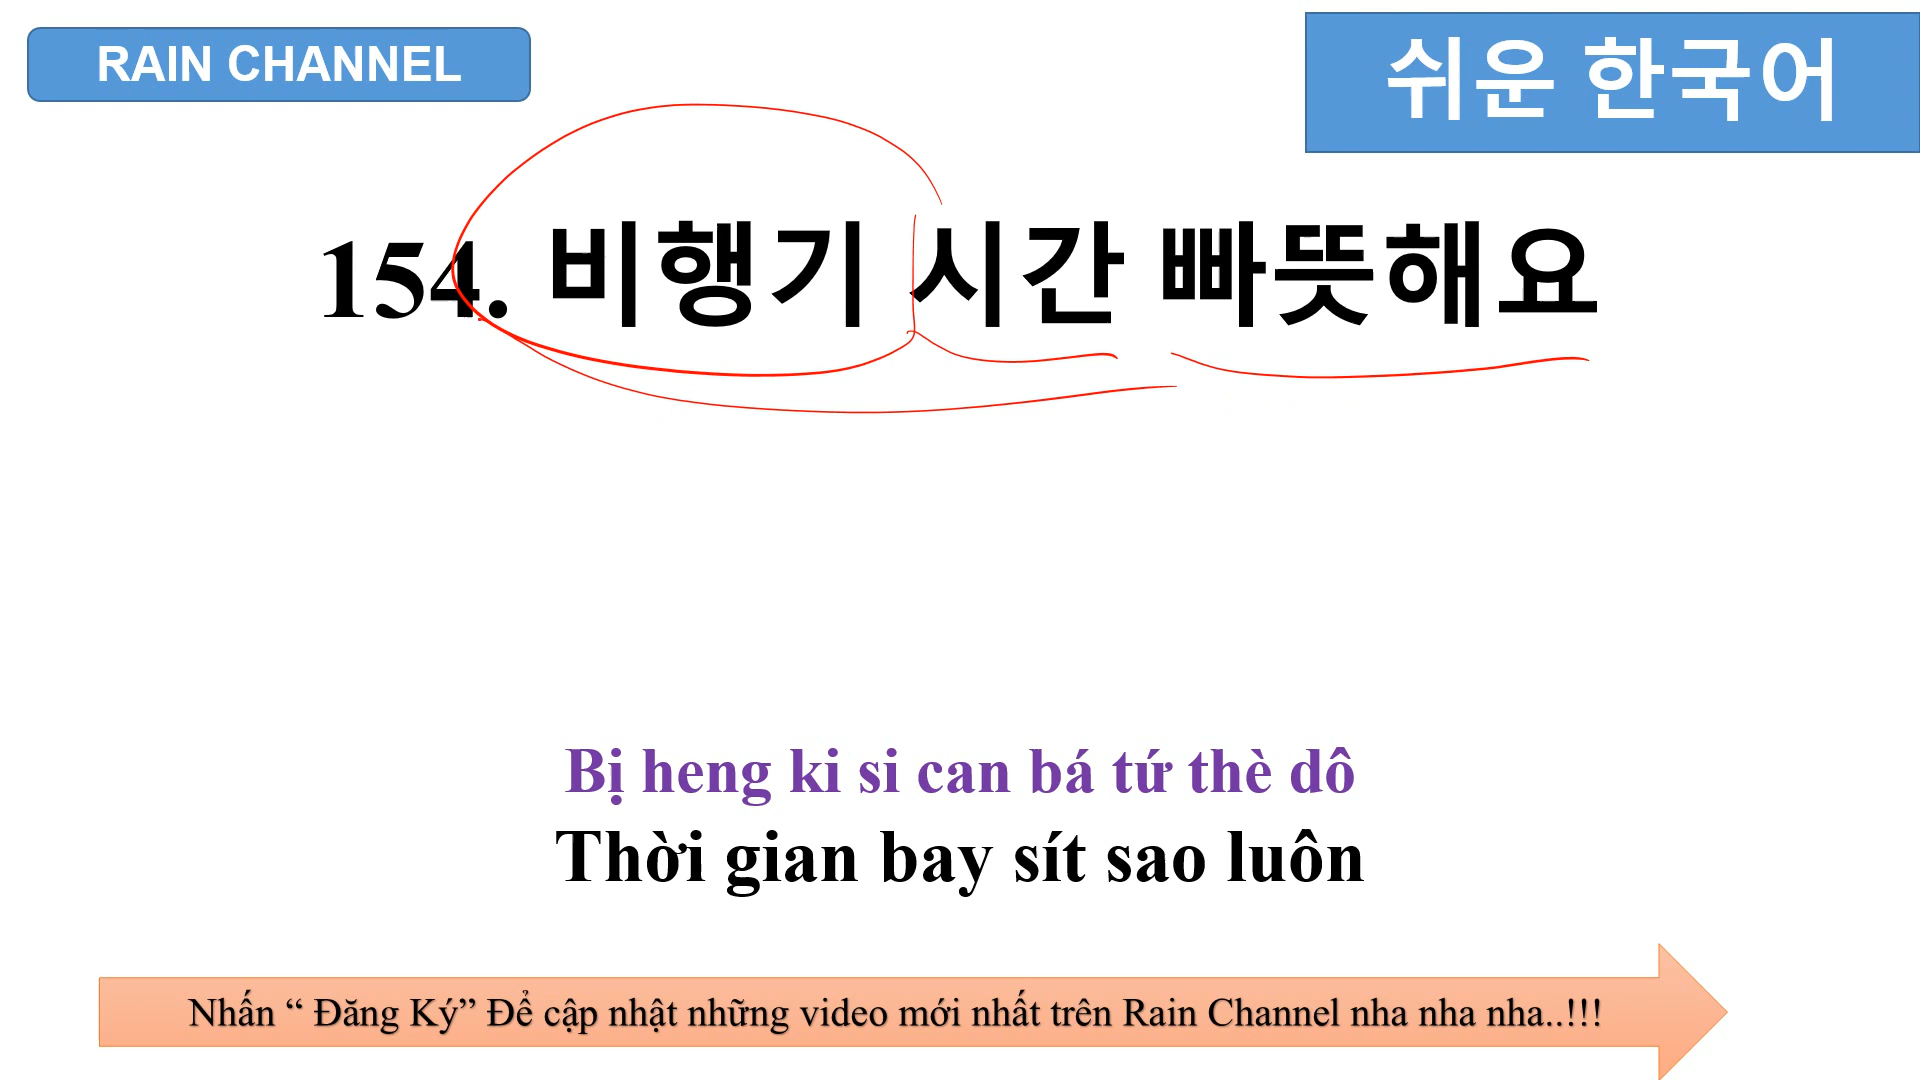 RAIN CHANNEL
쉬운 한국어
154. 비행기 시간 빠뜻해요
Bị heng ki si can bá tứ thè dô
Thời gian bay sít sao luôn
Nhấn “ Đăng Ký” Để cập nhật những video mới nhất trên Rain Channel nha nha nha..!!!